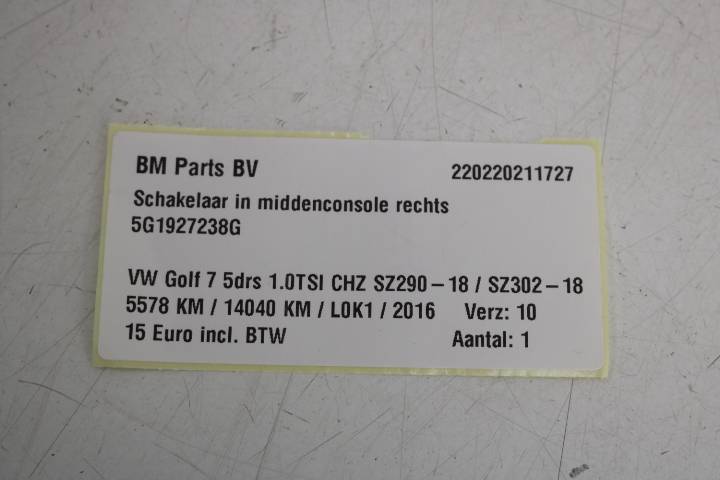 BM Parts BV 220220211727
Schakelaar in middenconsole rechts
5G1927238G
VW Golf 7 5drs 1.0TSI CHZ SZ290-18 / SZ302-18
5578 KM / 14040 KM / L0K1 / 2016 Verz: 10
15 Euro incl. BTW Aantal: 1